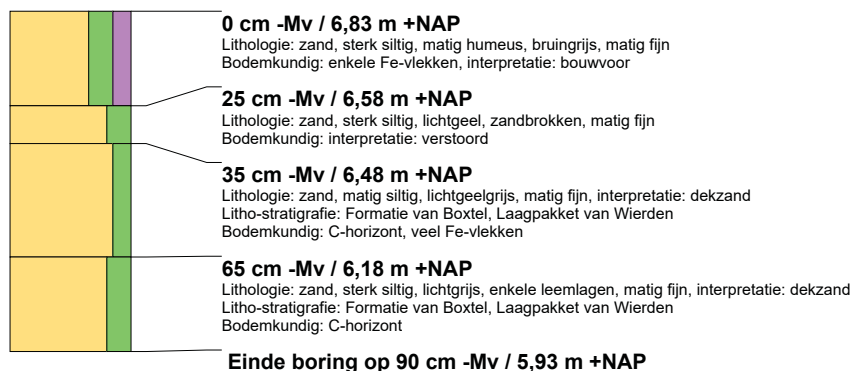 0 cm -Mv / 6,83 m +NAP
Lithologie: zand, sterk siltig, matig humeus, bruingrijs, matig fijn
Bodemkundig: enkele Fe-vlekken, interpretatie: bouwvoor
25 cm -Mv / 6,58 m +NAP
Lithologie: zand, sterk siltig, lichtgeel, zandbrokken, matig fijn
Bodemkundig: interpretatie: verstoord
35 cm -Mv / 6,48 m +NAP
Lithologie: zand, matig siltig, lichtgeelgrijs, matig fijn, interpretatie: dekzand
Litho-stratigrafie: Formatie van Boxtel, Laagpakket van Wierden
Bodemkundig: C-horizont, veel Fe-vlekken
65 cm -Mv / 6,18 m +NAP
Lithologie: zand, sterk siltig, lichtgrijs, enkele leemlagen, matig fijn, interpretatie: dekzand
Litho-stratigrafie: Formatie van Boxtel, Laagpakket van Wierden
Bodemkundig: C-horizont
Einde boring op 90 cm -Mv / 5,93 m +NAP